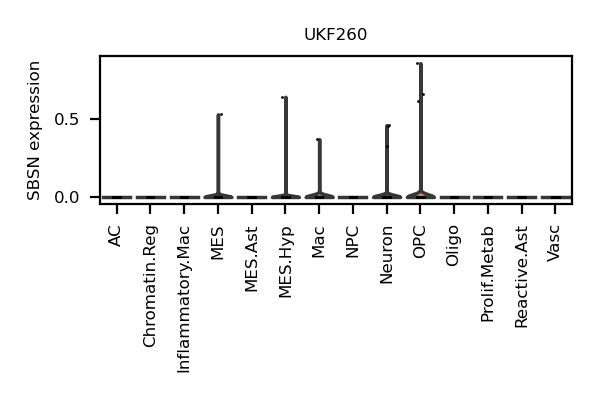 UKF260
SBSN expression
0.5
0.0
AC
Chromatin.Reg
Inflammatory.Mac
MES
MES.Ast
MES.Hyp
Mac
NPC
Neuron
OPC
Oligo
Prolif.Metab
Reactive.Ast
Vasc